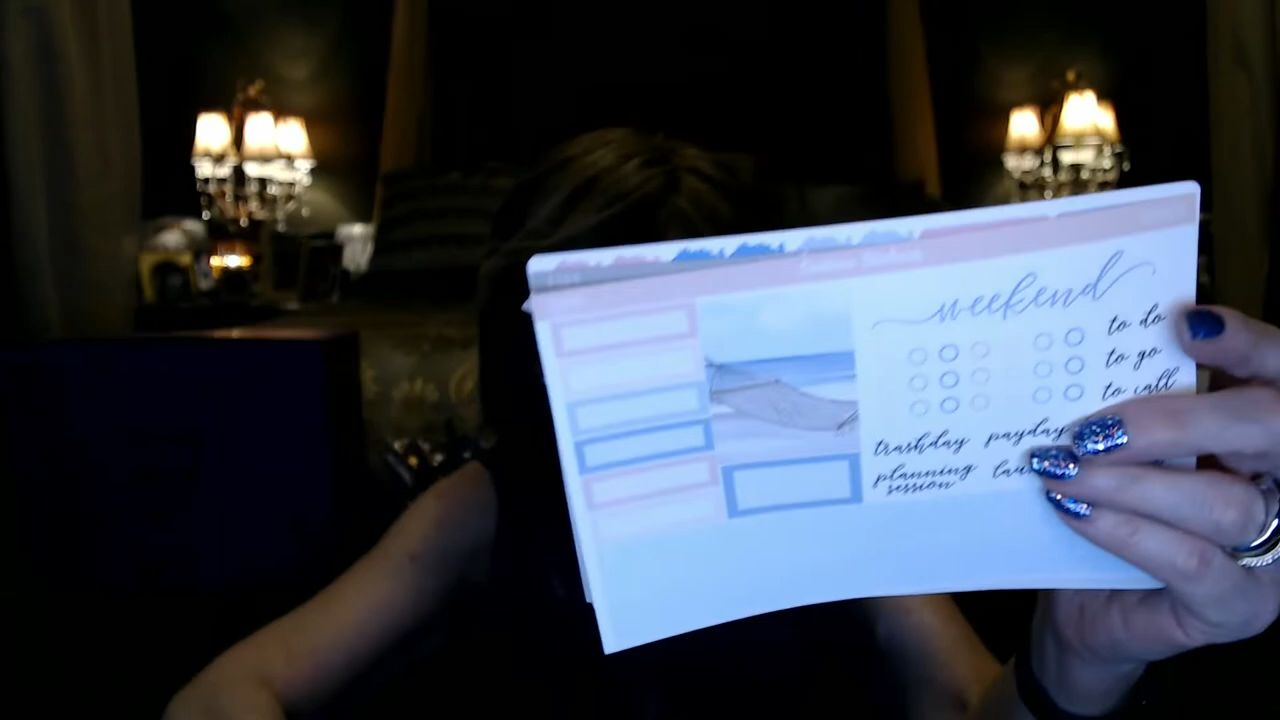 weekend
to do
to go
to call
trashday payday
planning
session